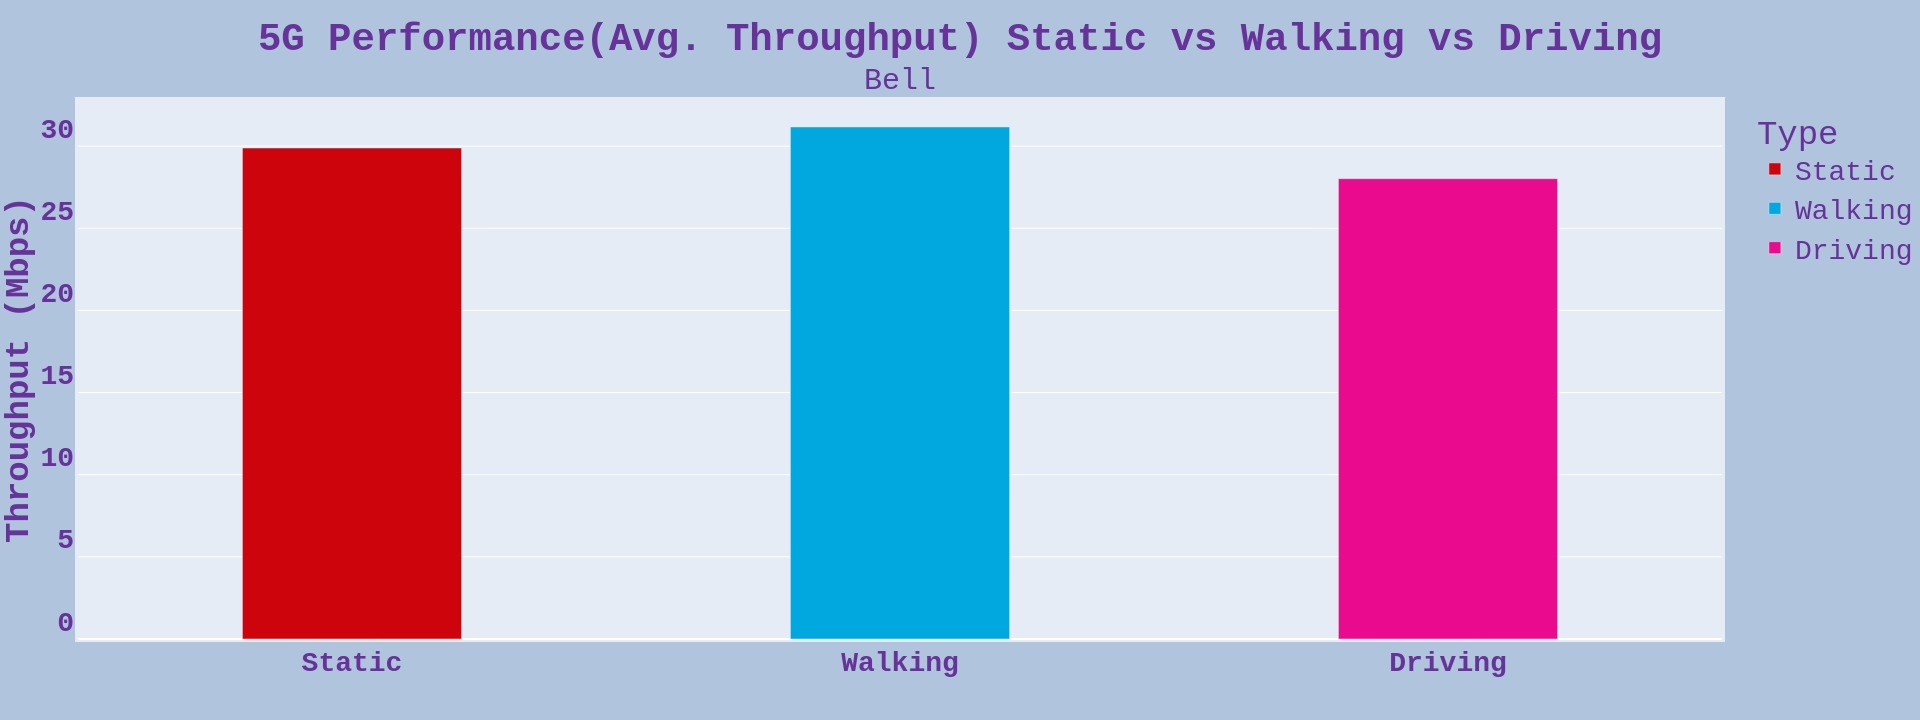 5G Performance(Avg. Throughput) Static vs Walking vs Driving
Bell
Throughput (Mbps)
30
25
20
15
10
5
0
Static
Walking
Driving
Type
Static
Walking
Driving